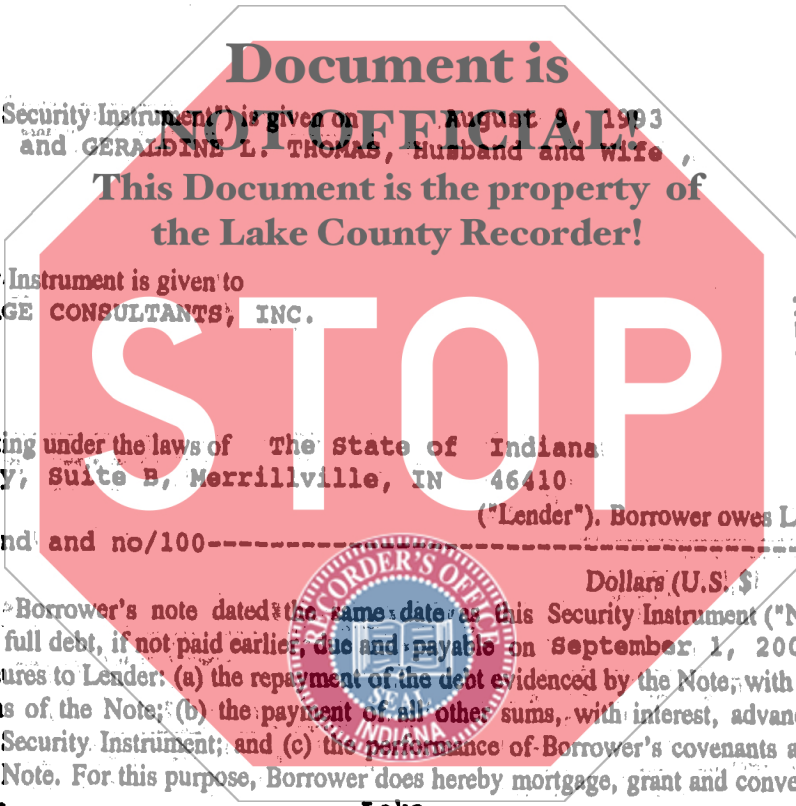 Document is
Security Instrument") is given on August 9, 1993
NOT OFFICIAL!
and GERALDINE L. THOMAS, Husband and Wife ,
This Document is the property of
the Lake County Recorder!
Instrument is given to
GE CONSULTANTS, INC.
STOP
ing under the laws of The State of Indiana
y, Suite B, Merrillville, IN 46410
("Lender"). Borrower owes L
nd and no/100----------------------------------------
Dollars (U.S. $
RECORDER'S OFFICE
Borrower's note dated the same date as this Security Instrument ("N
full debt, if not paid earlier, due and payable on September 1, 200
ures to Lender: (a) the repayment of the debt evidenced by the Note, with
SEAL
s of the Note; (b) the payment of all other sums, with interest, advan
INDIANA
Security Instrument; and (c) the performance of Borrower's covenants a
Note. For this purpose, Borrower does hereby mortgage, grant and conve
Lake